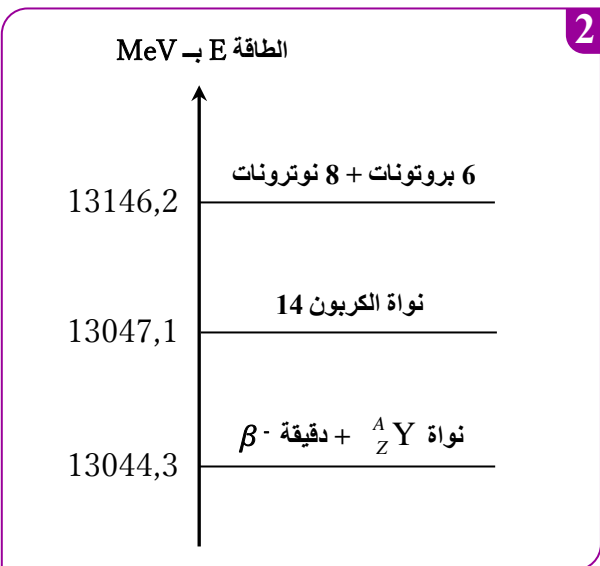 2
الطاقة E بـ MeV
6 بروتونات + 8 نوترونات
13146,2
نواة الكربون 14
13047,1
نواة ᴬ_Z Y + دقيقة β⁻
13044,3